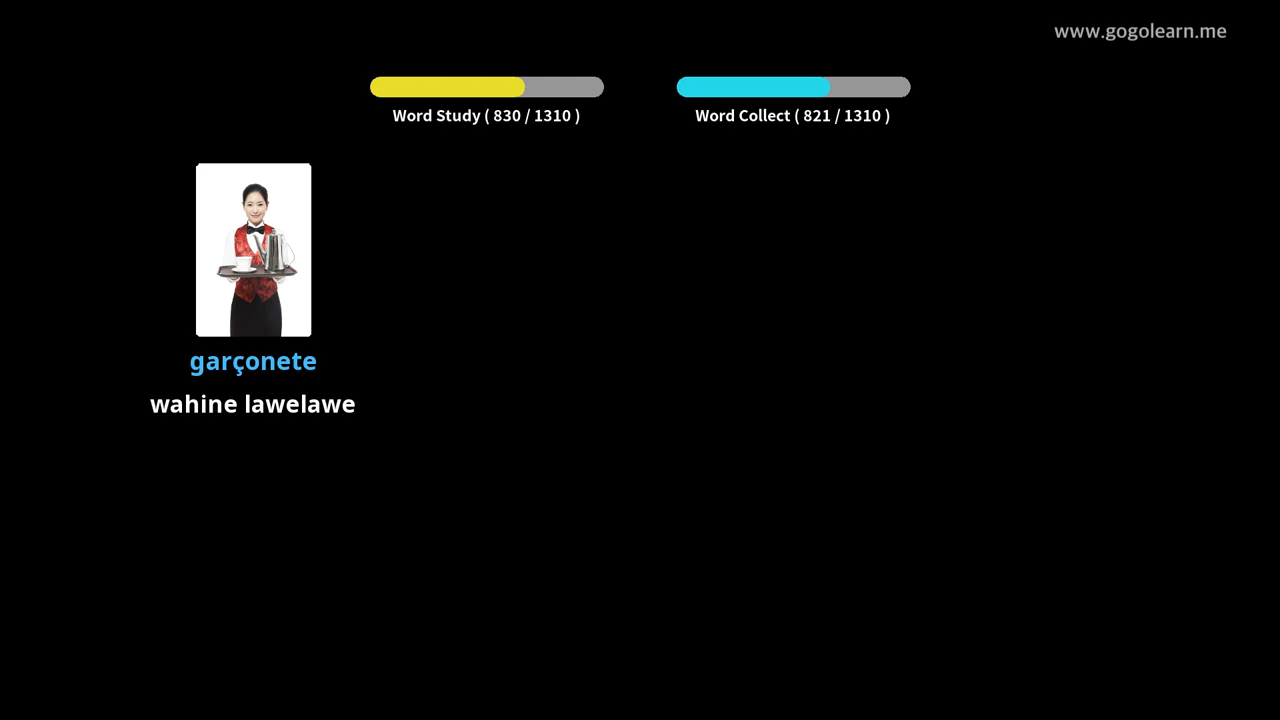 www.gogolearn.me
Word Study ( 830 / 1310 )
Word Collect ( 821 / 1310 )
garçonete
wahine lawelawe